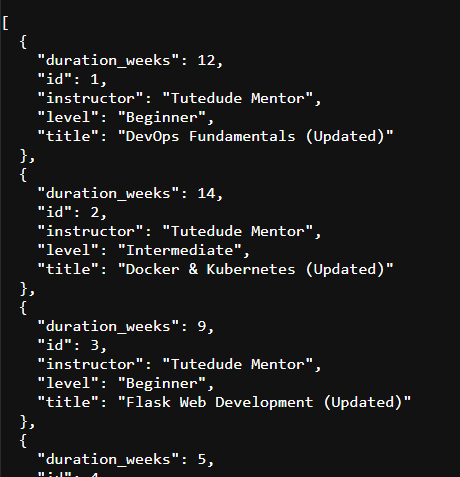 [
  {
    "duration_weeks": 12,
    "id": 1,
    "instructor": "Tutedude Mentor",
    "level": "Beginner",
    "title": "DevOps Fundamentals (Updated)"
  },
  {
    "duration_weeks": 14,
    "id": 2,
    "instructor": "Tutedude Mentor",
    "level": "Intermediate",
    "title": "Docker & Kubernetes (Updated)"
  },
  {
    "duration_weeks": 9,
    "id": 3,
    "instructor": "Tutedude Mentor",
    "level": "Beginner",
    "title": "Flask Web Development (Updated)"
  },
  {
    "duration_weeks": 5,
    "id": 4,